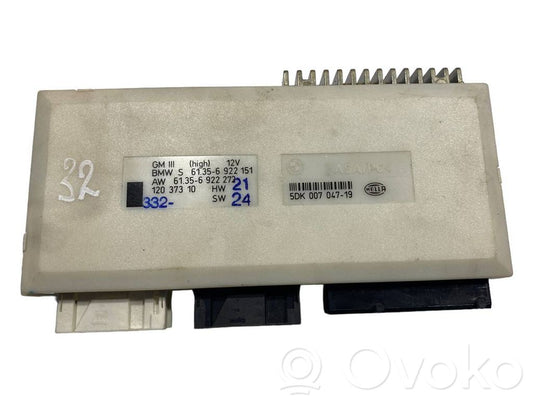 32
GM III (high) 12V
BMW S 61.35-6 922 151
AW 61.35-6 922 273
120 373 10 HW 21
332- SW 24
5DK 007 047-19
HELLA
Ovoko